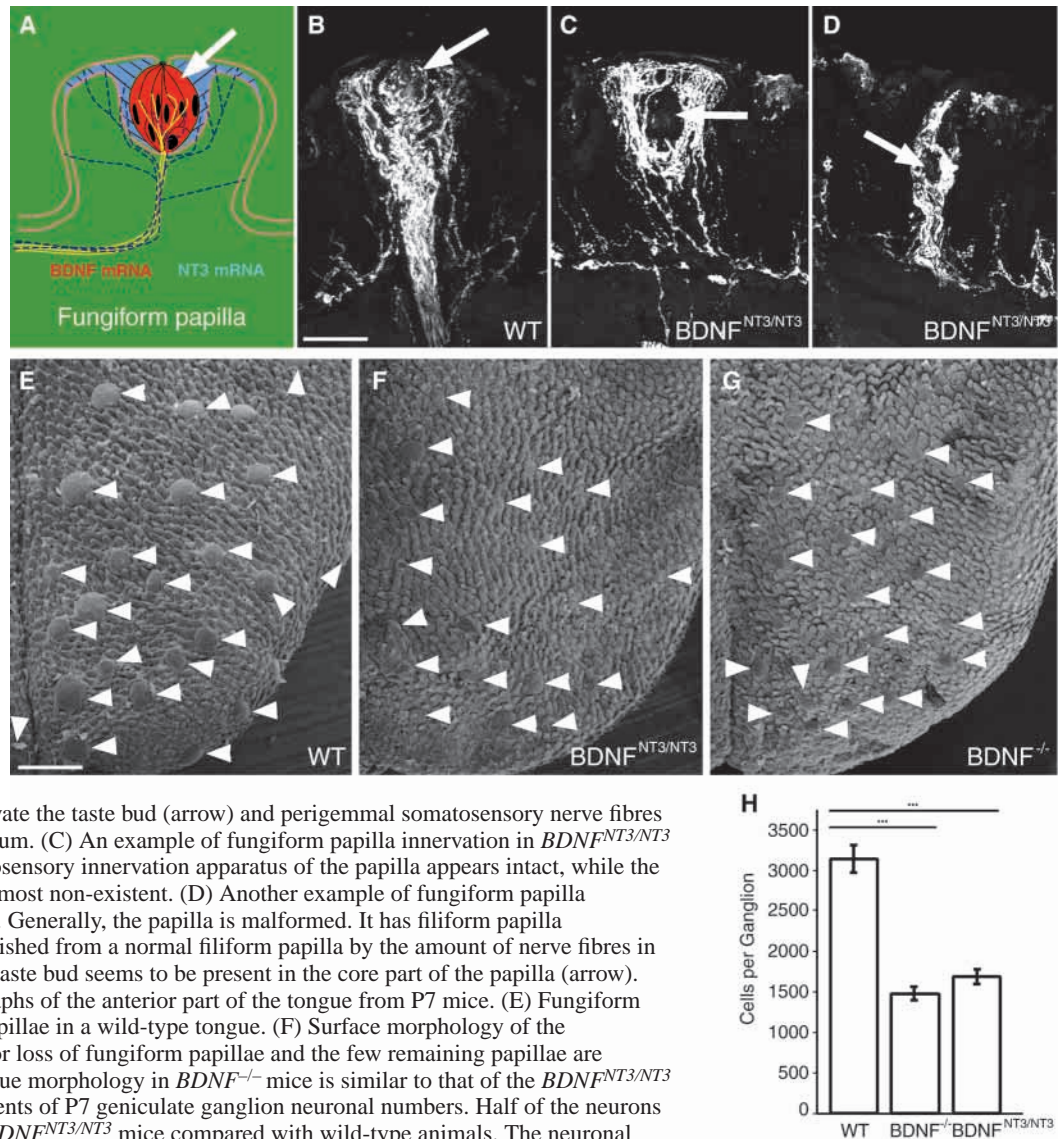 A
BDNF mRNA NT3 mRNA
Fungiform papilla
B
WT
C
BDNF^NT3/NT3
D
BDNF^NT3/NT3
E
WT
F
BDNF^NT3/NT3
G
BDNF^-/-
vate the taste bud (arrow) and perigemmal somatosensory nerve fibres
um. (C) An example of fungiform papilla innervation in BDNF^NT3/NT3
osensory innervation apparatus of the papilla appears intact, while the
most non-existent. (D) Another example of fungiform papilla
. Generally, the papilla is malformed. It has filiform papilla
ished from a normal filiform papilla by the amount of nerve fibres in
taste bud seems to be present in the core part of the papilla (arrow).
aphs of the anterior part of the tongue from P7 mice. (E) Fungiform
pillae in a wild-type tongue. (F) Surface morphology of the
or loss of fungiform papillae and the few remaining papillae are
ue morphology in BDNF^–/– mice is similar to that of the BDNF^NT3/NT3
ents of P7 geniculate ganglion neuronal numbers. Half of the neurons
BDNF^NT3/NT3 mice compared with wild-type animals. The neuronal
H
***
***
Cells per Ganglion
3500
3000
2500
2000
1500
1000
500
0
WT BDNF^-/- BDNF^NT3/NT3